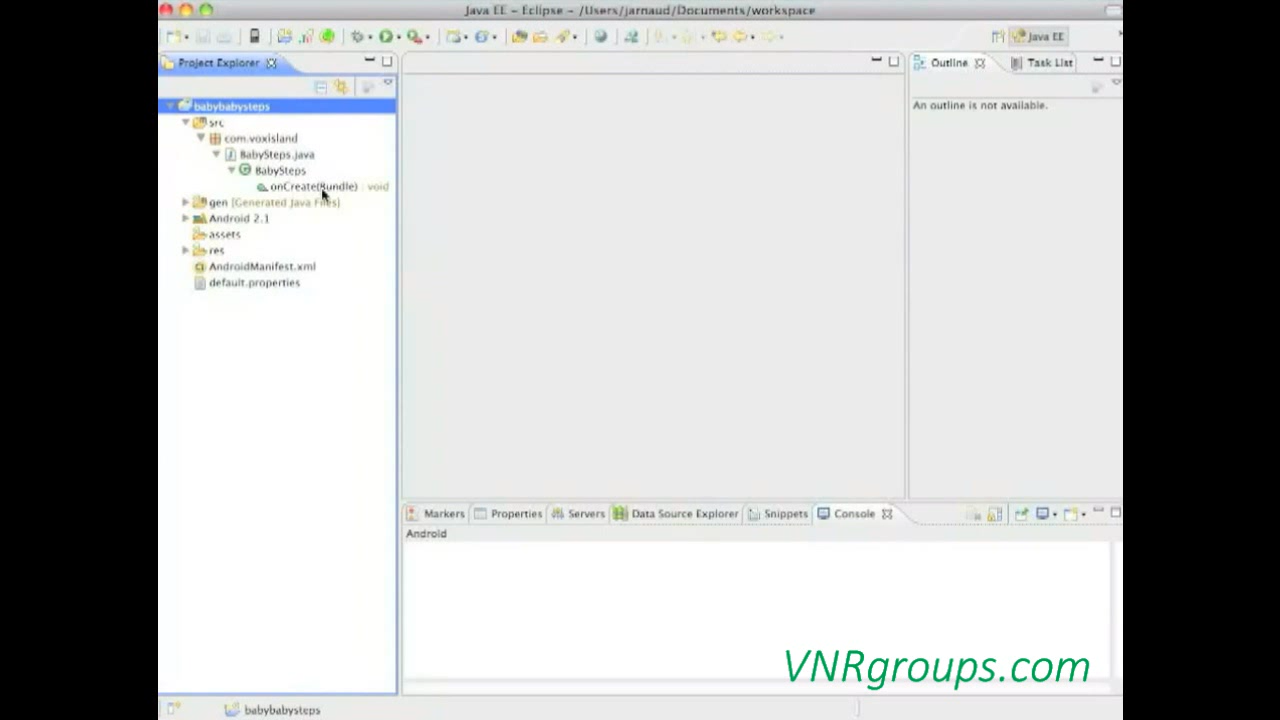 Java EE - Eclipse - /Users/jarnaud/Documents/workspace
Java EE
Project Explorer
babybabysteps
src
com.voxisland
BabySteps.java
BabySteps
onCreate(Bundle) : void
gen [Generated Java Files]
Android 2.1
assets
res
AndroidManifest.xml
default.properties
Outline
Task List
An outline is not available.
Markers
Properties
Servers
Data Source Explorer
Snippets
Console
Android
VNRgroups.com
babybabysteps